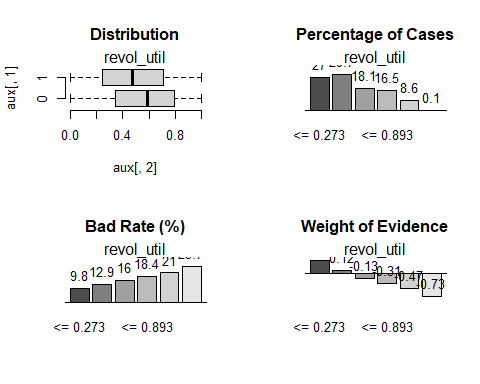 Distribution
revol_util
aux[, 1]
1
0
0.0 0.4 0.8
aux[, 2]
Percentage of Cases
revol_util
27 18.1 16.5 8.6 0.1
<= 0.273 <= 0.893
Bad Rate (%)
revol_util
9.8 12.9 16 18.4 21
<= 0.273 <= 0.893
Weight of Evidence
revol_util
0.12 -0.13 -0.31 -0.47 -0.73
<= 0.273 <= 0.893